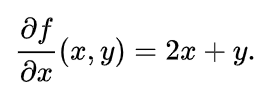 ∂f/∂x (x, y) = 2x + y.